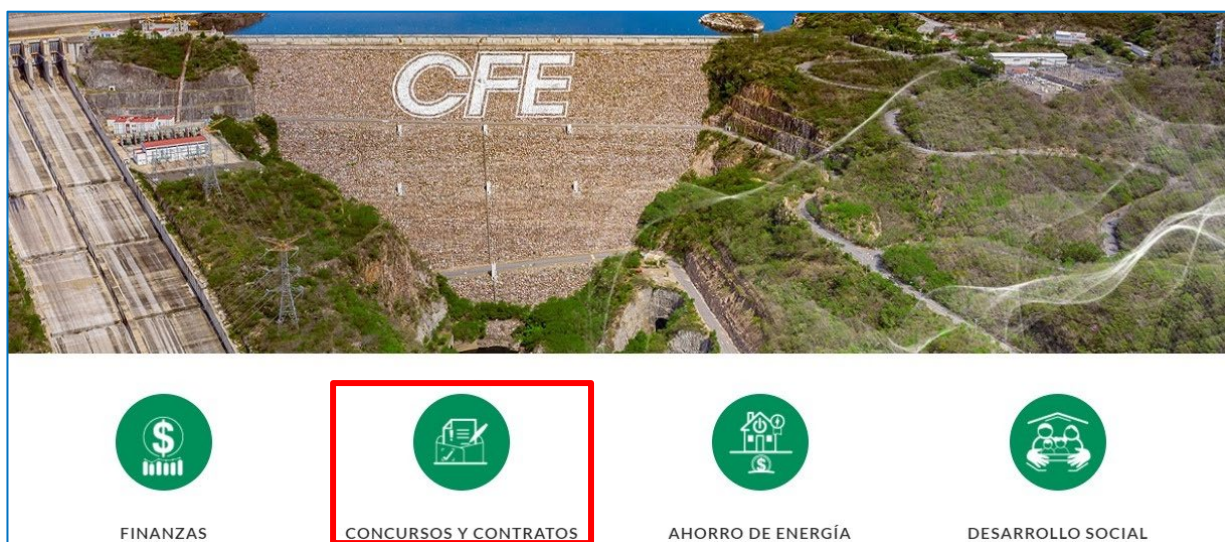 CFE
FINANZAS
CONCURSOS Y CONTRATOS
AHORRO DE ENERGÍA
DESARROLLO SOCIAL